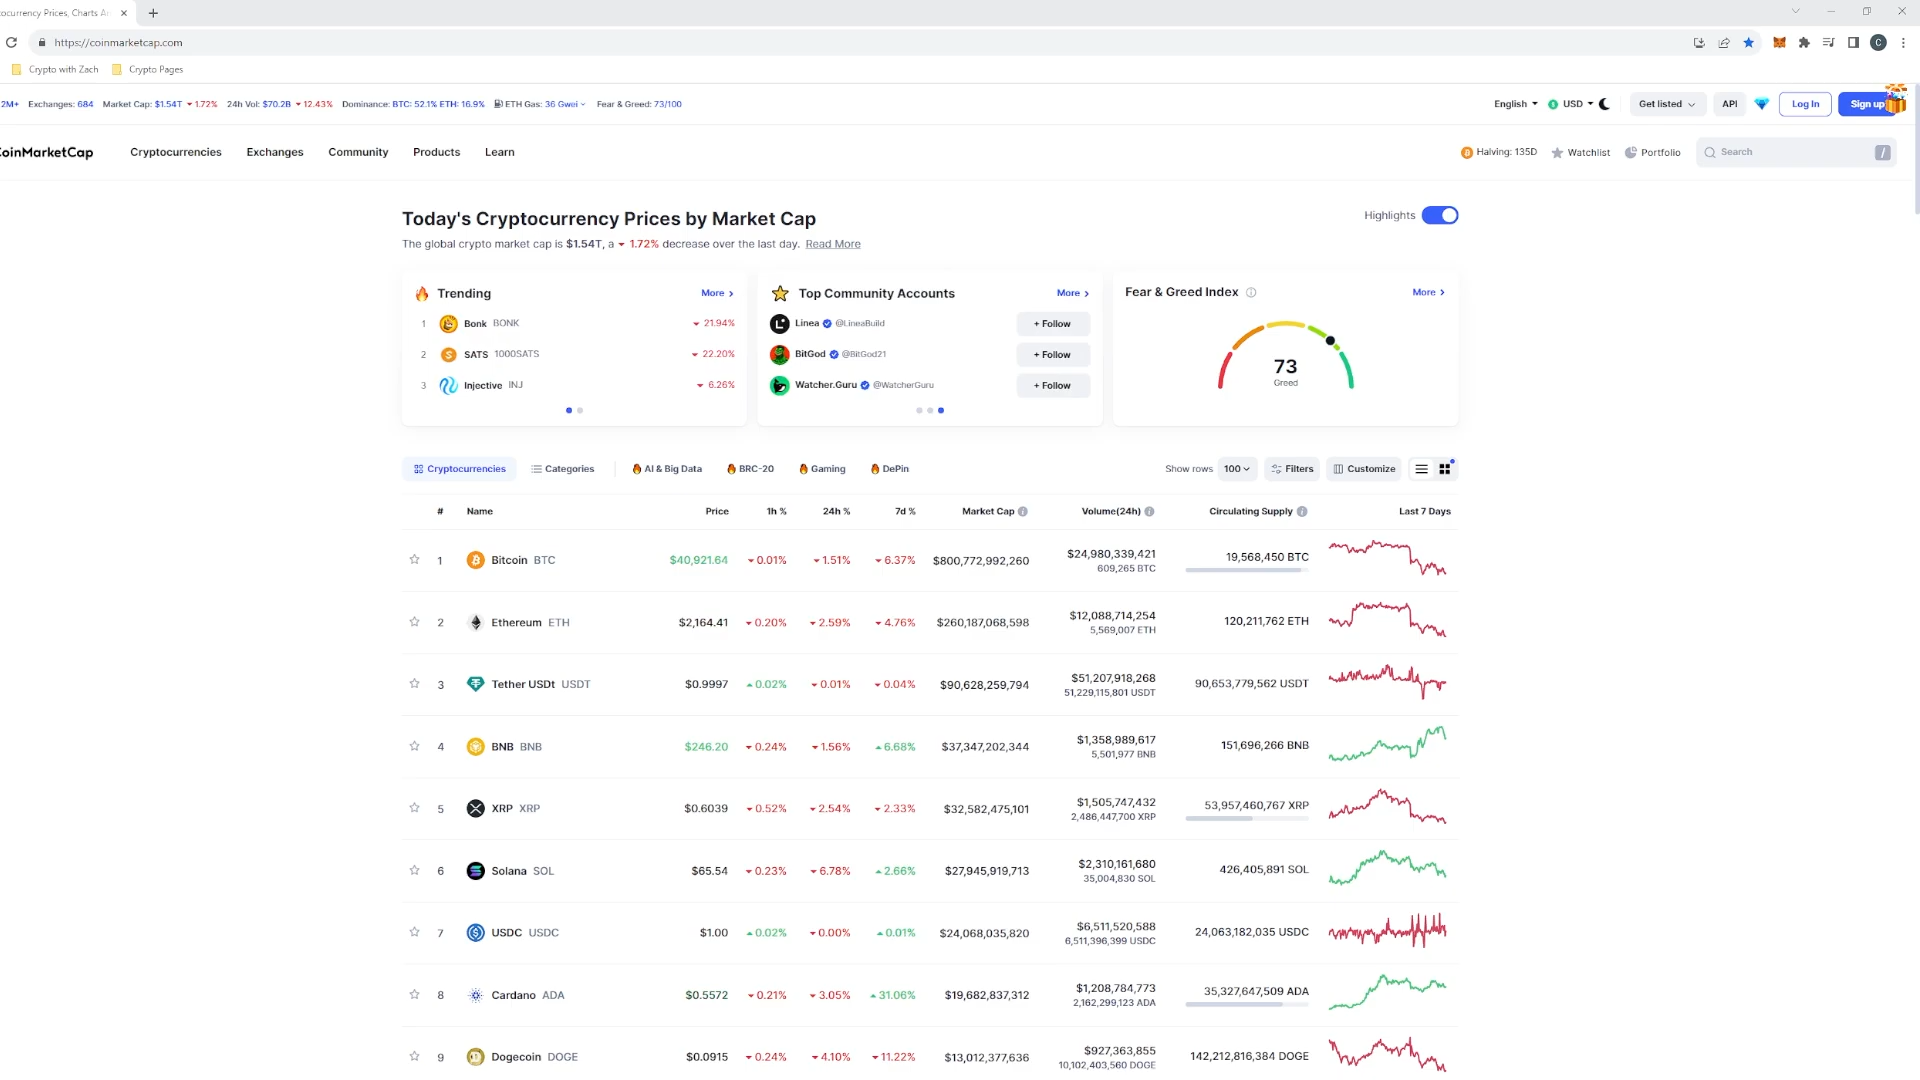 ocurrency Prices, Charts A
https://coinmarketcap.com
C
Crypto with Zach Crypto Pages
2M+ Exchanges: 684 Market Cap: $1.54T 1.72% 24h Vol: $70.2B 12.43% Dominance: BTC: 52.1% ETH: 16.9% ETH Gas: 36 Gwei Fear & Greed: 73/100
English USD Get listed API Log In Sign up
CoinMarketCap Cryptocurrencies Exchanges Community Products Learn
Halving: 135D Watchlist Portfolio Search /
Today's Cryptocurrency Prices by Market Cap
Highlights
The global crypto market cap is $1.54T, a 1.72% decrease over the last day. Read More
Trending More
1 Bonk BONK 21.94%
2 SATS 1000SATS 22.20%
3 Injective INJ 6.26%
Top Community Accounts More
Linea @LineaBuild + Follow
BitGod @BitGod21 + Follow
Watcher.Guru @WatcherGuru + Follow
Fear & Greed Index More
73
Greed
Cryptocurrencies Categories AI & Big Data BRC-20 Gaming DePin
Show rows 100 Filters Customize
# Name Price 1h % 24h % 7d % Market Cap Volume(24h) Circulating Supply Last 7 Days
1 Bitcoin BTC $40,921.64 0.01% 1.51% 6.37% $800,772,992,260 $24,980,339,421 19,568,450 BTC
609,265 BTC
2 Ethereum ETH $2,164.41 0.20% 2.59% 4.76% $260,187,068,598 $12,088,714,254 120,211,762 ETH
5,569,007 ETH
3 Tether USDt USDT $0.9997 0.02% 0.01% 0.04% $90,628,259,794 $51,207,918,268 90,653,779,562 USDT
51,229,115,801 USDT
4 BNB BNB $246.20 0.24% 1.56% 6.68% $37,347,202,344 $1,358,989,617 151,696,266 BNB
5,501,977 BNB
5 XRP XRP $0.6039 0.52% 2.54% 2.33% $32,582,475,101 $1,505,747,432 53,957,460,767 XRP
2,486,447,700 XRP
6 Solana SOL $65.54 0.23% 6.78% 2.66% $27,945,919,713 $2,310,161,680 426,405,891 SOL
35,004,830 SOL
7 USDC USDC $1.00 0.02% 0.00% 0.01% $24,068,035,820 $6,511,520,588 24,063,182,035 USDC
6,511,396,399 USDC
8 Cardano ADA $0.5572 0.21% 3.05% 31.06% $19,682,837,312 $1,208,784,773 35,327,647,509 ADA
2,162,299,123 ADA
9 Dogecoin DOGE $0.0915 0.24% 4.10% 11.22% $13,012,377,636 $927,363,855 142,212,816,384 DOGE
10,102,403,560 DOGE